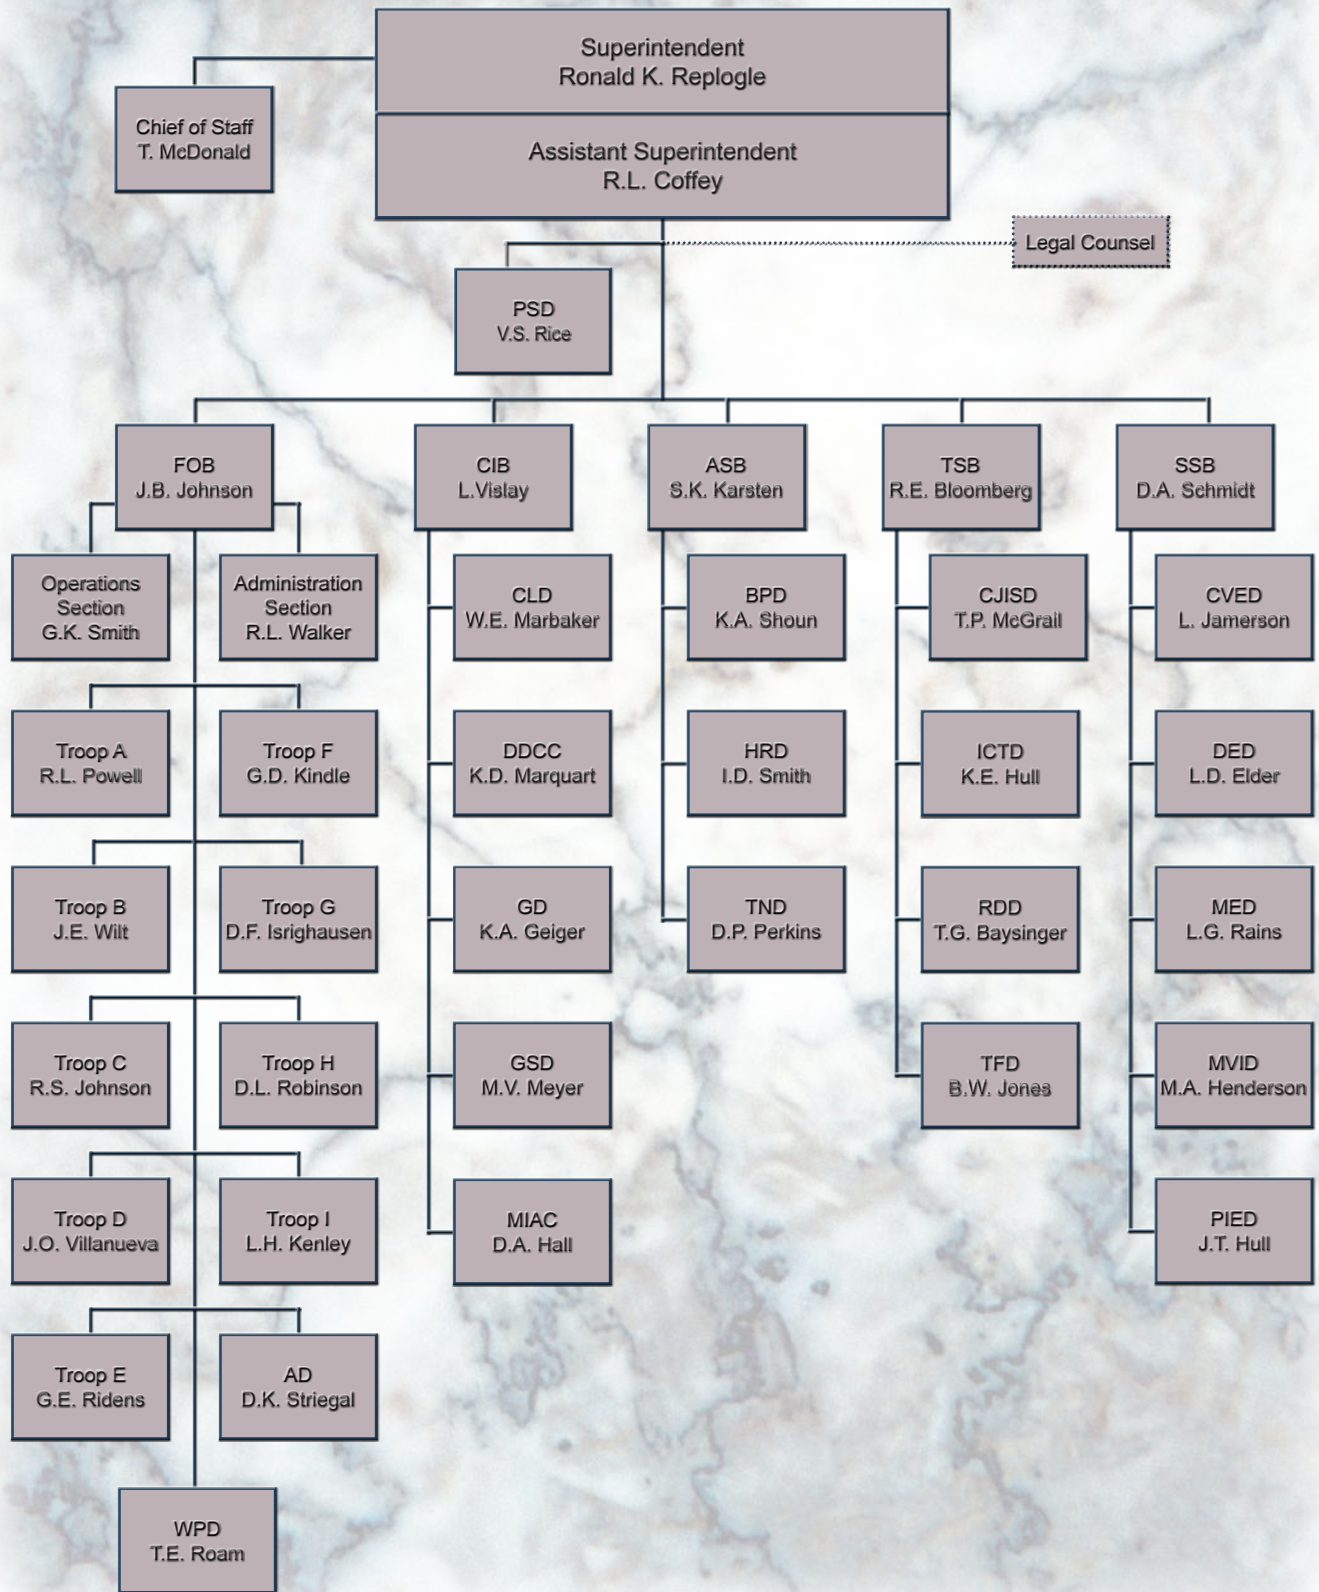 Superintendent
Ronald K. Replogle
Chief of Staff
T. McDonald
Assistant Superintendent
R.L. Coffey
Legal Counsel
PSD
V.S. Rice
FOB
J.B. Johnson
CIB
L.Vislay
ASB
S.K. Karsten
TSB
R.E. Bloomberg
SSB
D.A. Schmidt
Operations
Section
G.K. Smith
Administration
Section
R.L. Walker
CLD
W.E. Marbaker
BPD
K.A. Shoun
CJISD
T.P. McGrail
CVED
L. Jamerson
Troop A
R.L. Powell
Troop F
G.D. Kindle
DDCC
K.D. Marquart
HRD
I.D. Smith
ICTD
K.E. Hull
DED
L.D. Elder
Troop B
J.E. Wilt
Troop G
D.F. Isrighausen
GD
K.A. Geiger
TND
D.P. Perkins
RDD
T.G. Baysinger
MED
L.G. Rains
Troop C
R.S. Johnson
Troop H
D.L. Robinson
GSD
M.V. Meyer
TFD
B.W. Jones
MVID
M.A. Henderson
Troop D
J.O. Villanueva
Troop I
L.H. Kenley
MIAC
D.A. Hall
PIED
J.T. Hull
Troop E
G.E. Ridens
AD
D.K. Striegal
WPD
T.E. Roam